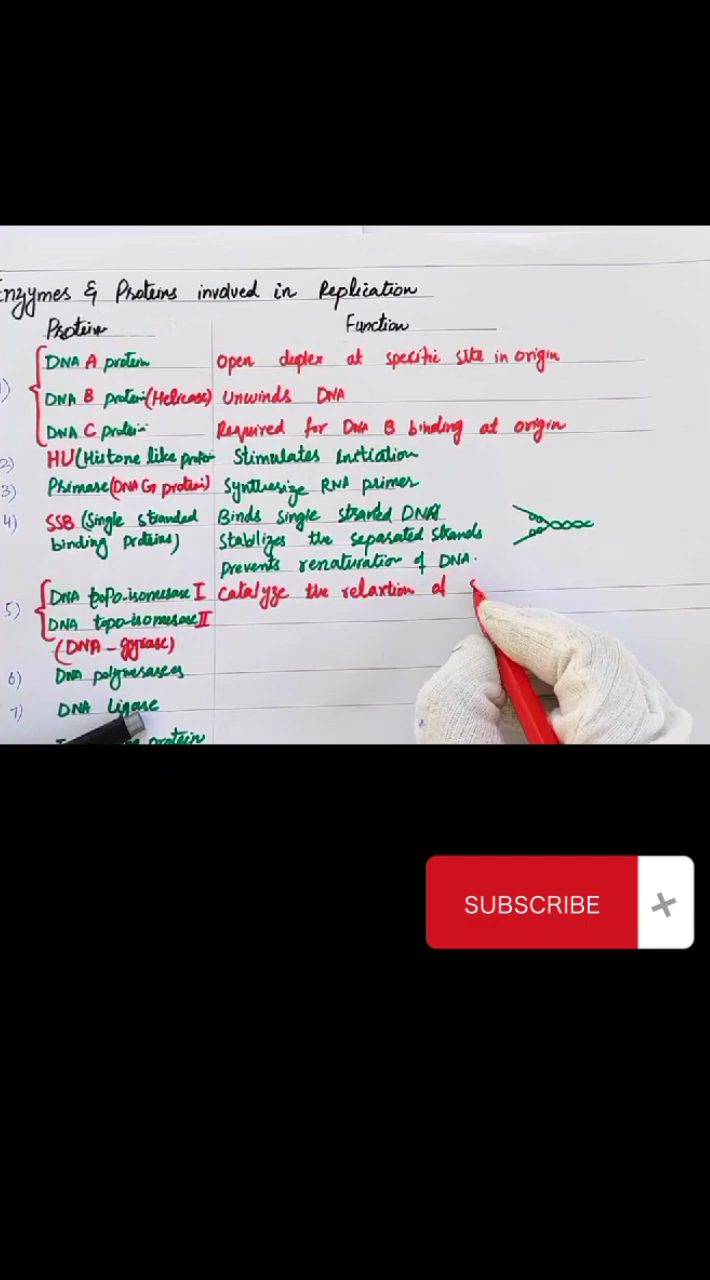 Enzymes & Proteins involved in Replication
Protein Function
1) DNA A protein Open duplex at specific site in origin
DNA B protein (Helicase) Unwinds DNA
DNA C protein Required for DNA B binding at origin
2) HU (Histone like protein Stimulates Initiation
3) Primase (DNA G protein) Synthesize RNA primer
4) SSB (Single stranded Binds single stranded DNA
binding proteins) Stablizes the separated strands
Prevents renaturation of DNA.
5) DNA topo-isomerase I Catalyze the relaxtion of S
DNA topo-isomerase II
(DNA - gyrase)
6) DNA polymerases
7) DNA Ligase
protein
SUBSCRIBE +